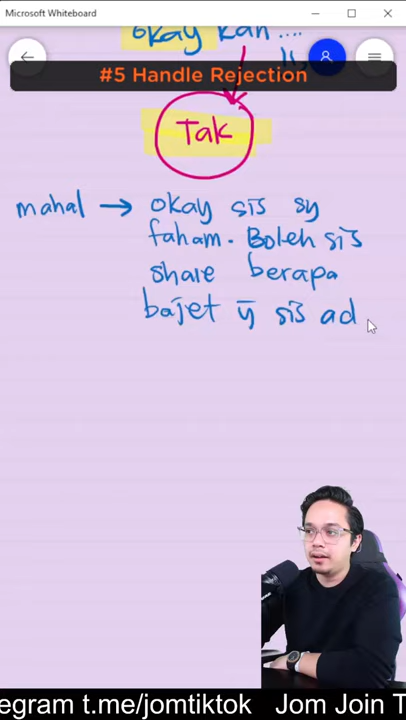 Microsoft Whiteboard
okay kan....
#5 Handle Rejection
Tak
mahal → okay sis sy
faham. Boleh sis
share berapa
bajet yg sis ad
egram t.me/jomtiktok Jom Join T